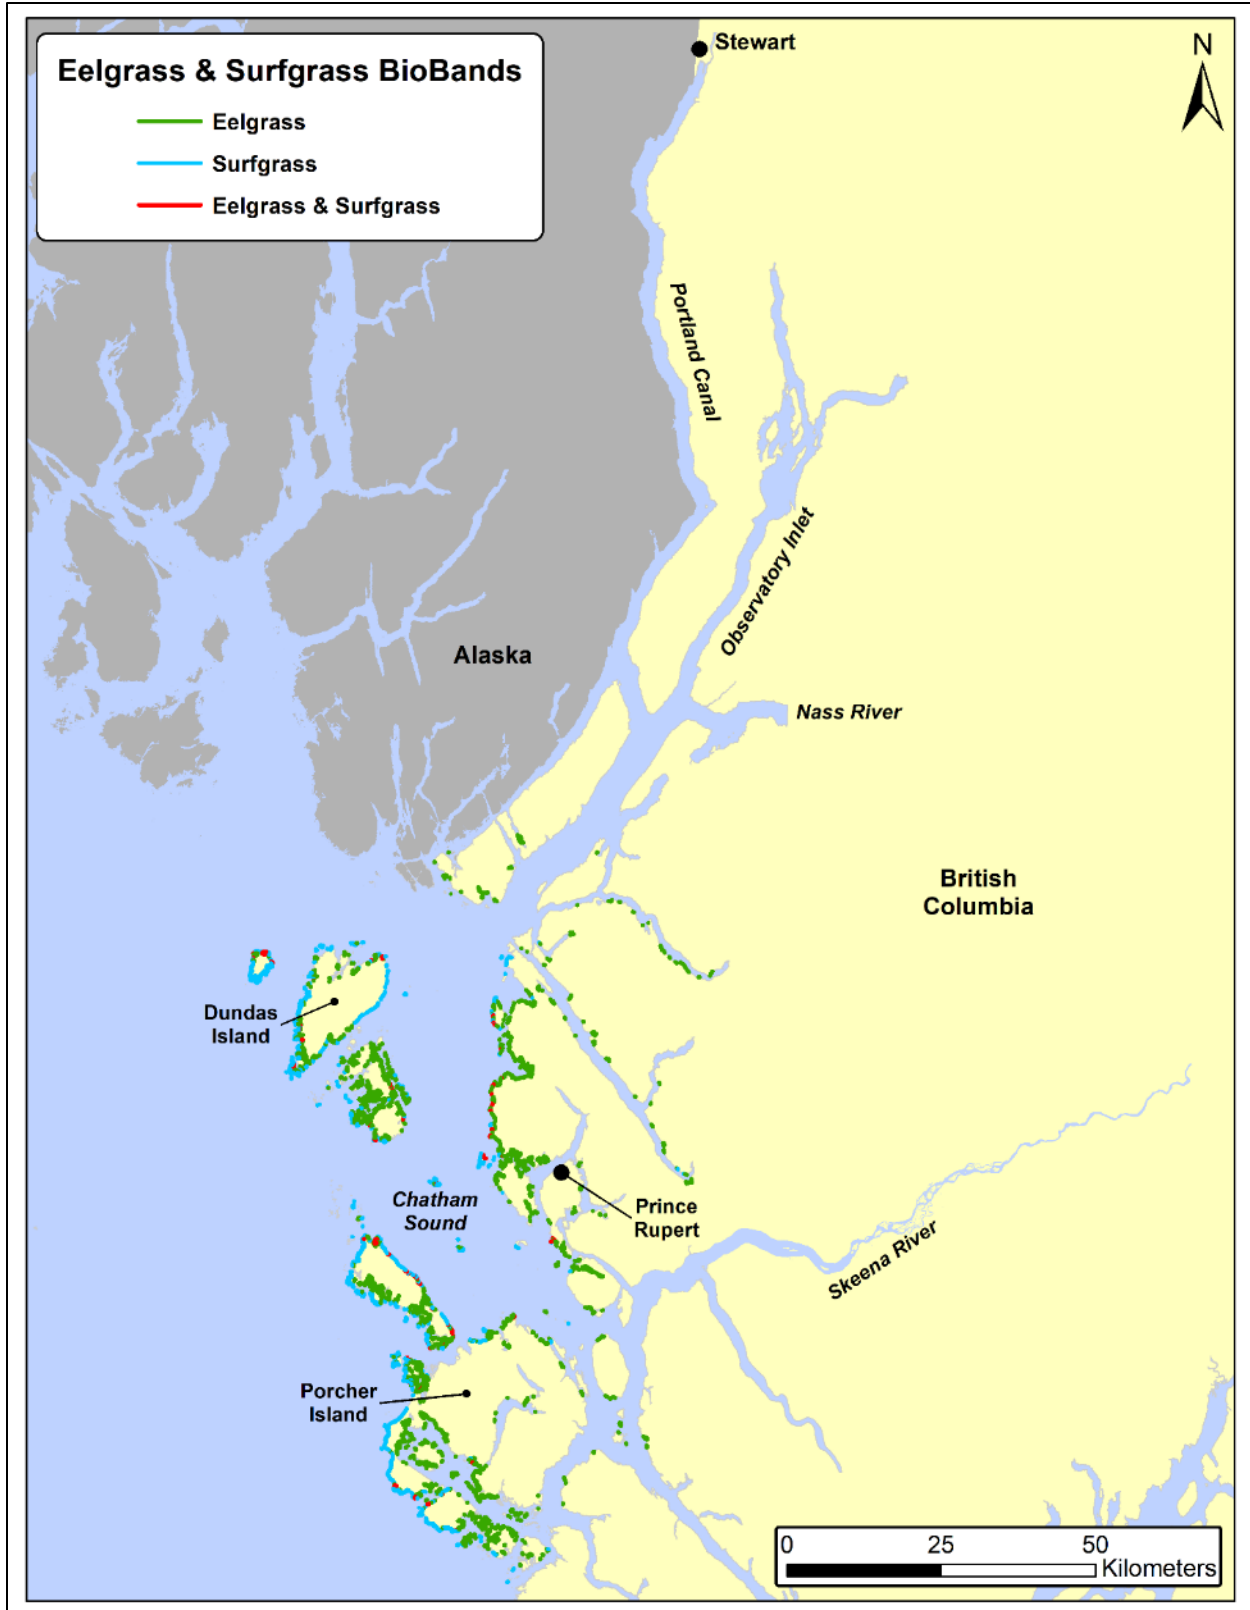 Eelgrass & Surfgrass BioBands
Eelgrass
Surfgrass
Eelgrass & Surfgrass
Stewart
N
Portland Canal
Observatory Inlet
Alaska
Nass River
British
Columbia
Dundas
Island
Chatham
Sound
Prince
Rupert
Skeena River
Porcher
Island
0 25 50
Kilometers